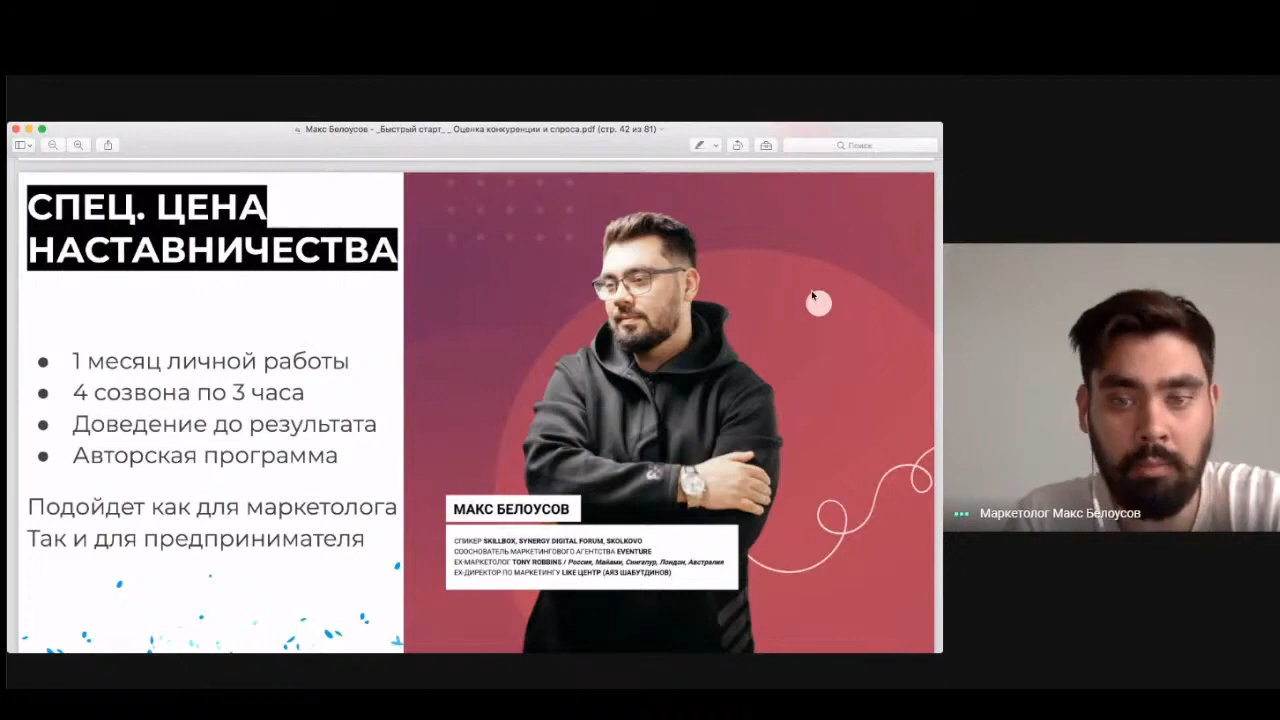 Макс Белоусов - _Быстрый старт_ _ Оценка конкуренции и спроса.pdf (стр. 42 из 81)
Поиск
СПЕЦ. ЦЕНА
НАСТАВНИЧЕСТВА
● 1 месяц личной работы
● 4 созвона по 3 часа
● Доведение до результата
● Авторская программа
Подойдет как для маркетолога
Так и для предпринимателя
МАКС БЕЛОУСОВ
СПИКЕР SKILLBOX, SYNERGY DIGITAL FORUM, SKOLKOVO
СООСНОВАТЕЛЬ МАРКЕТИНГОВОГО АГЕНТСТВА EVENTURE
EX-МАРКЕТОЛОГ TONY ROBBINS / Россия, Майами, Сингапур, Лондон, Австралия
EX-ДИРЕКТОР ПО МАРКЕТИНГУ LIKE ЦЕНТР (АЯЗ ШАБУТДИНОВ)
Маркетолог Макс Белоусов